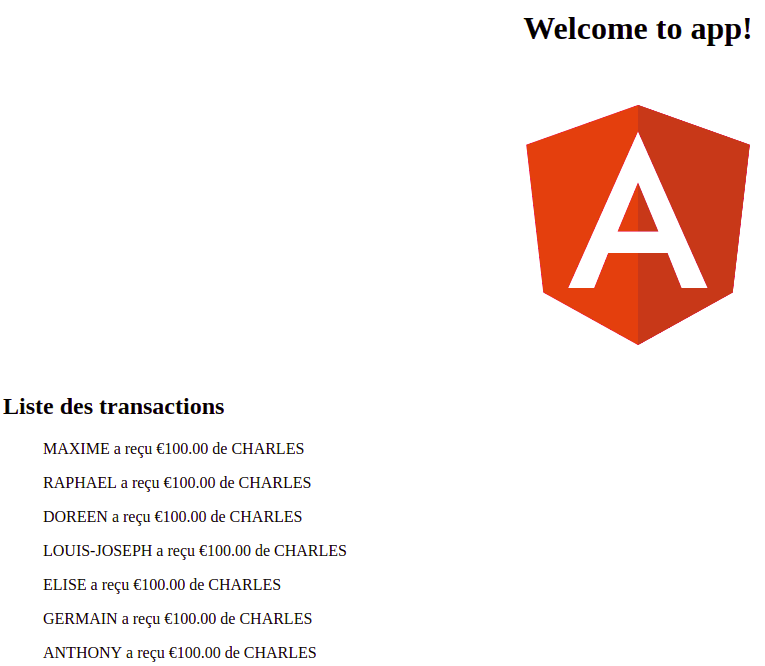 Welcome to app!
A
Liste des transactions
MAXIME a reçu €100.00 de CHARLES
RAPHAEL a reçu €100.00 de CHARLES
DOREEN a reçu €100.00 de CHARLES
LOUIS-JOSEPH a reçu €100.00 de CHARLES
ELISE a reçu €100.00 de CHARLES
GERMAIN a reçu €100.00 de CHARLES
ANTHONY a reçu €100.00 de CHARLES